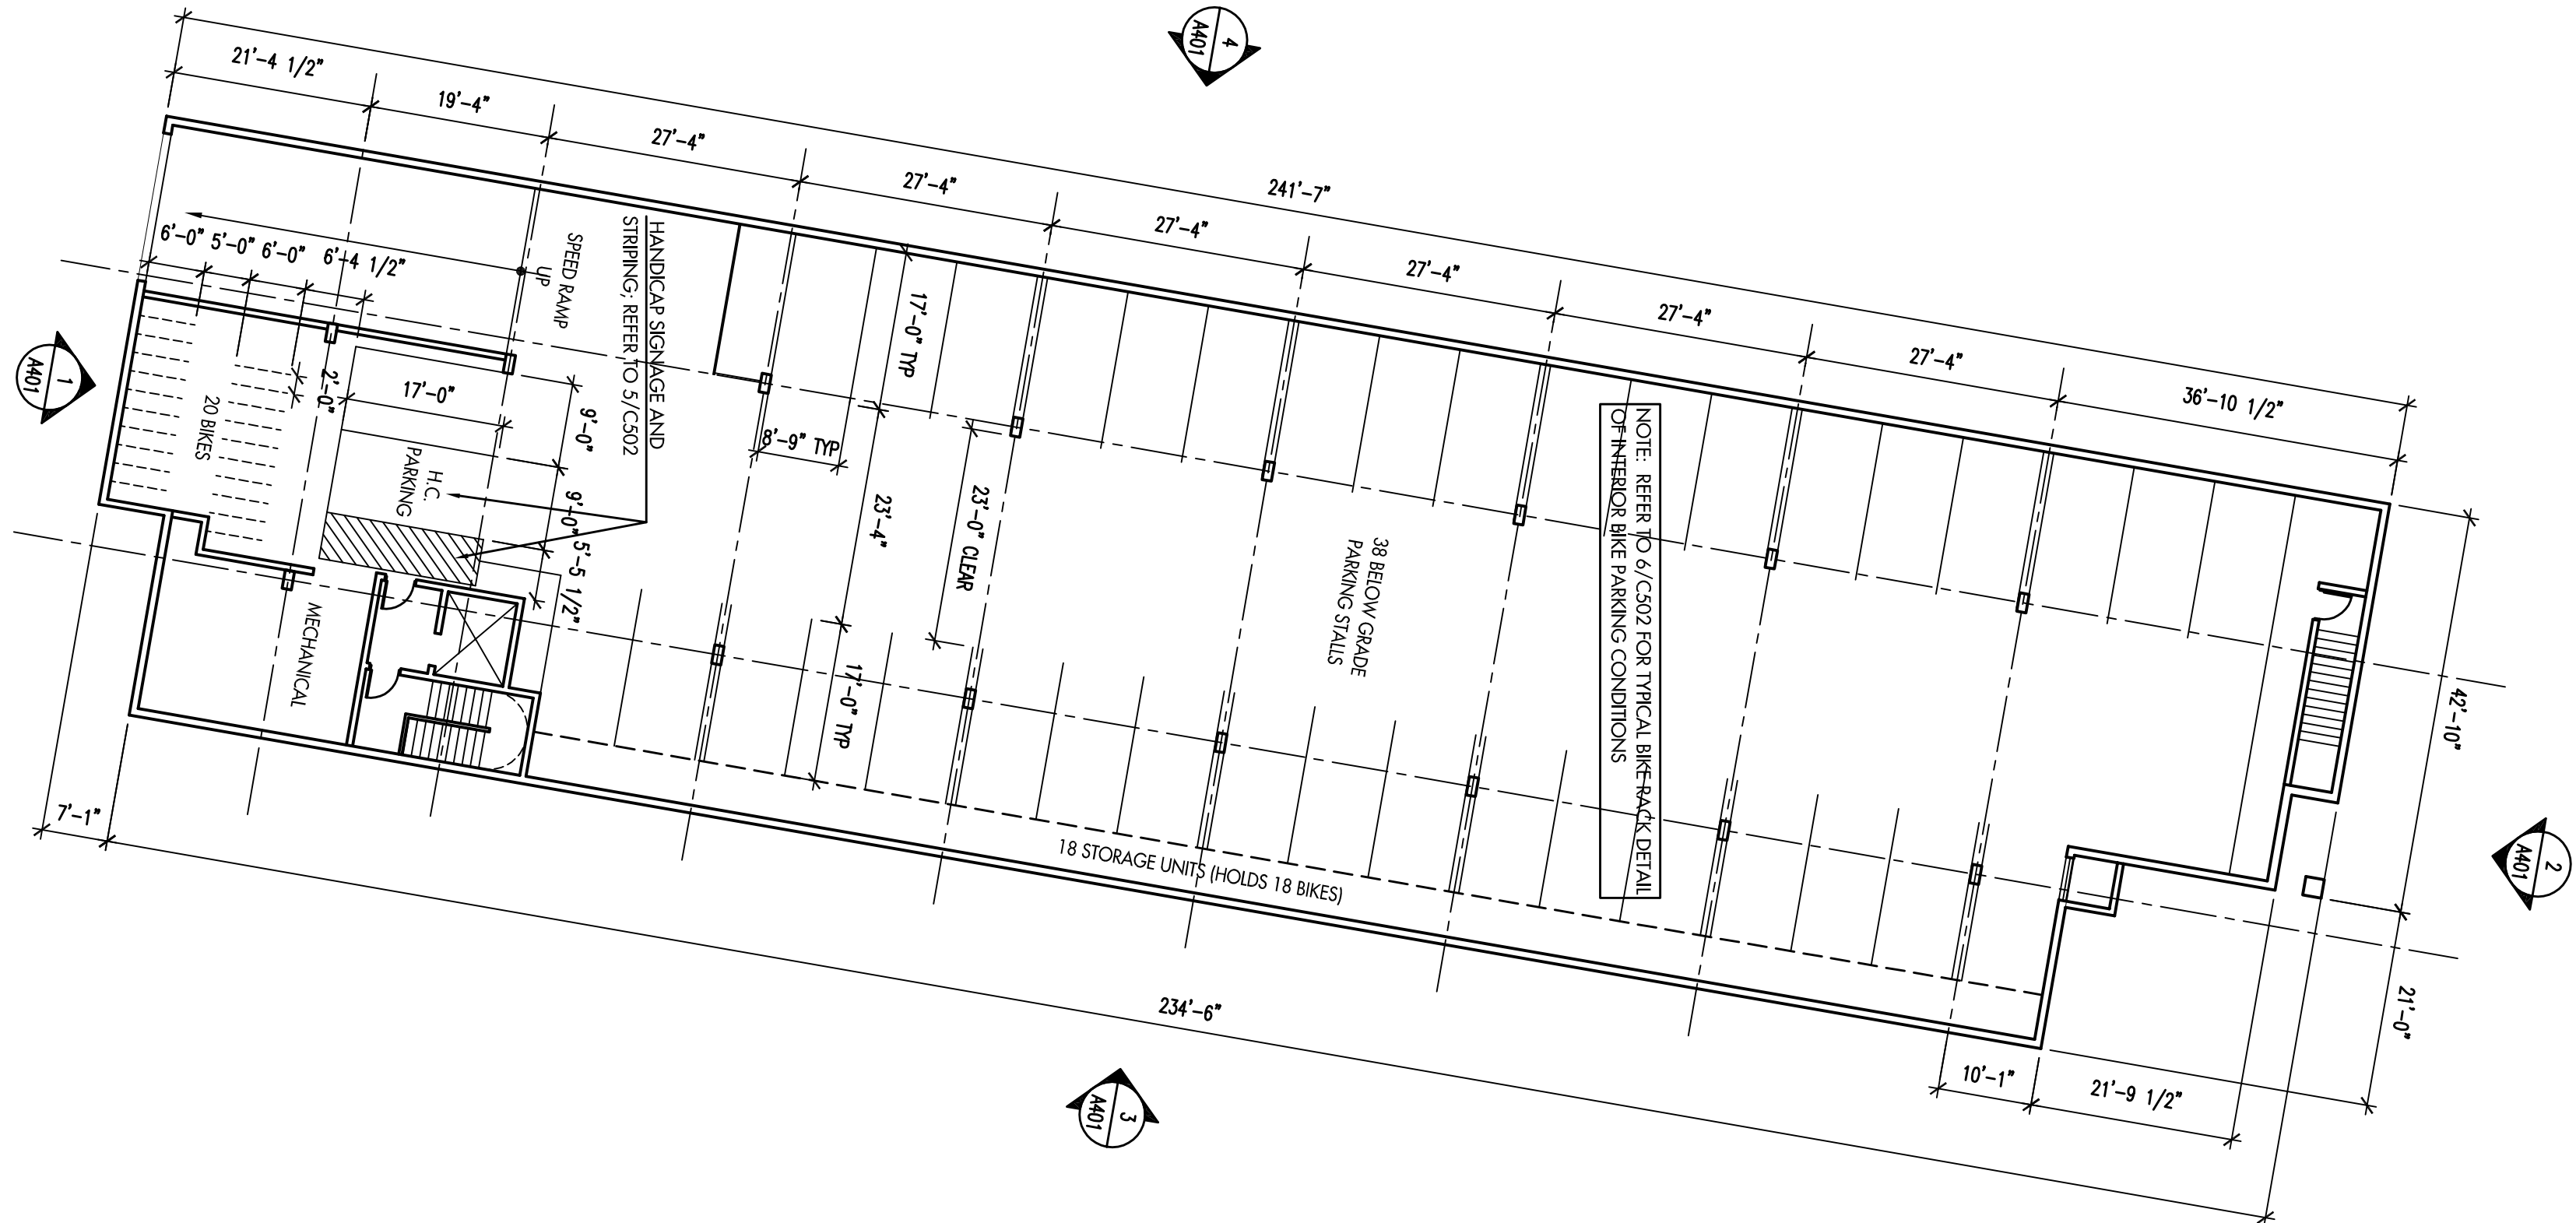 4
A401
21'-4 1/2"
19'-4"
27'-4"
27'-4"
27'-4"
27'-4"
27'-4"
27'-4"
36'-10 1/2"
241'-7"
6'-0"
5'-0"
6'-0"
6'-4 1/2"
UP
SPEED RAMP
HANDICAP SIGNAGE AND
STRIPING; REFER TO 5/C502
17'-0" TYP
8'-9" TYP
23'-4"
23'-0" CLEAR
17'-0" TYP
1
A401
20 BIKES
2'-0"
17'-0"
9'-0"
9'-0"
5'-5 1/2"
H.C.
PARKING
MECHANICAL
38 BELOW GRADE
PARKING STALLS
NOTE: REFER TO 6/C502 FOR TYPICAL BIKE RACK DETAIL
OF INTERIOR BIKE PARKING CONDITIONS
18 STORAGE UNITS (HOLDS 18 BIKES)
42'-10"
2
A401
21'-0"
7'-1"
234'-6"
10'-1"
21'-9 1/2"
3
A401